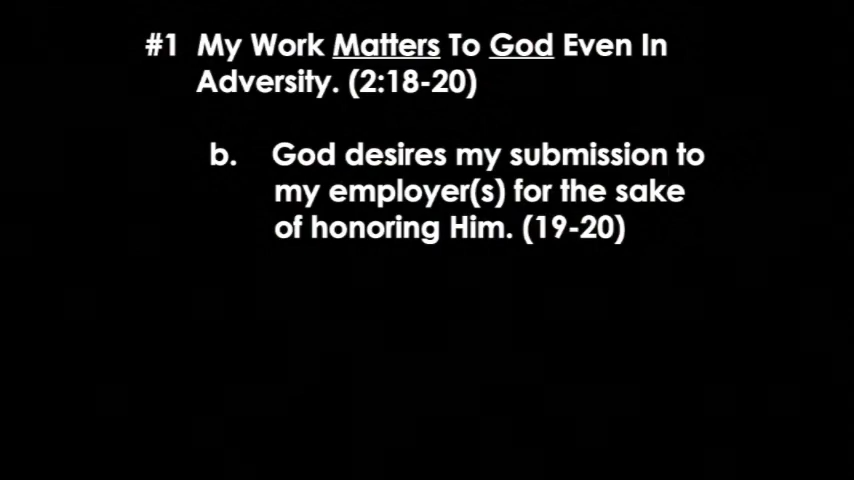 #1 My Work Matters To God Even In
Adversity. (2:18-20)
b. God desires my submission to
my employer(s) for the sake
of honoring Him. (19-20)